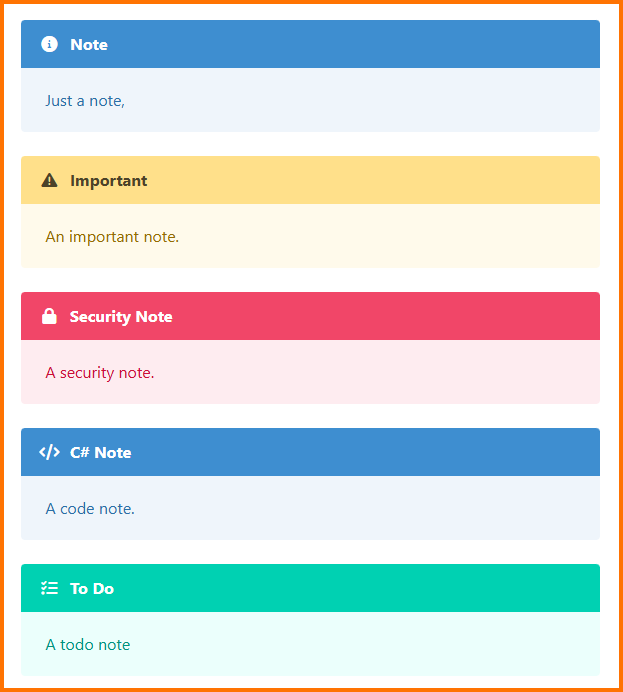 Note
Just a note,
Important
An important note.
Security Note
A security note.
C# Note
A code note.
To Do
A todo note